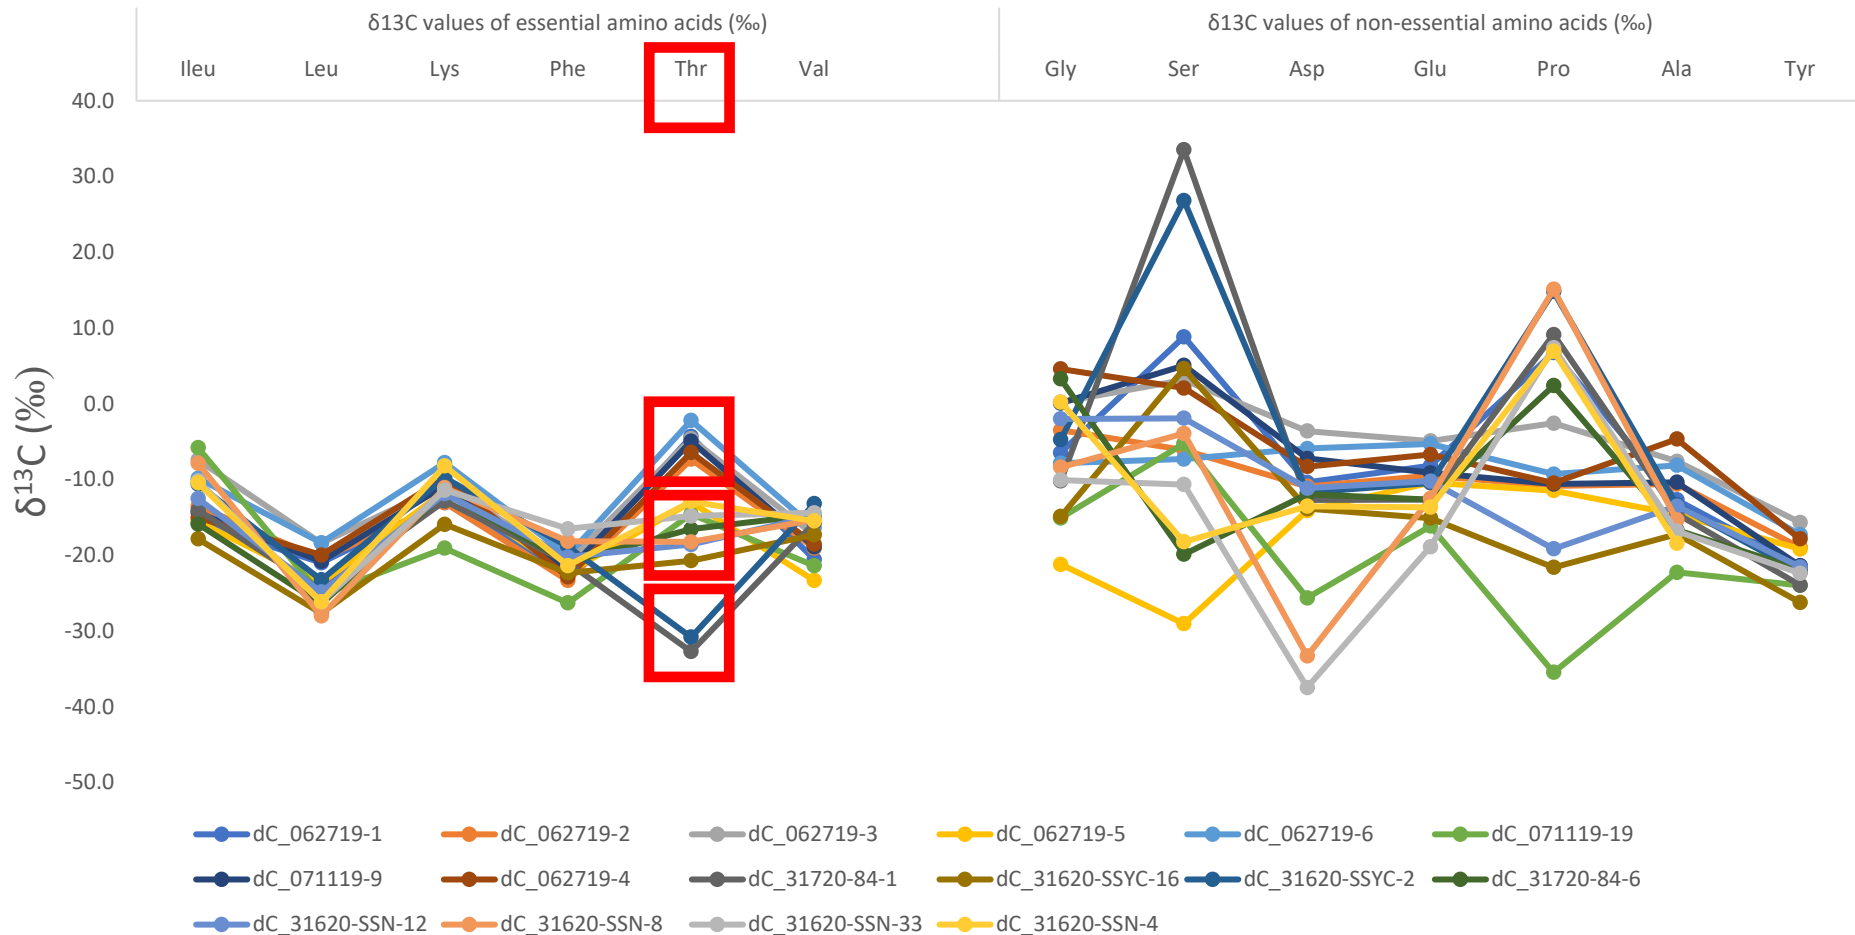 δ13C values of essential amino acids (‰) δ13C values of non-essential amino acids (‰)
Ileu Leu Lys Phe Thr Val Gly Ser Asp Glu Pro Ala Tyr
40.0
30.0
20.0
10.0
0.0
-10.0
-20.0
-30.0
-40.0
-50.0
δ¹³C (‰)
dC_062719-1 dC_062719-2 dC_062719-3 dC_062719-5 dC_062719-6 dC_071119-19
dC_071119-9 dC_062719-4 dC_31720-84-1 dC_31620-SSYC-16 dC_31620-SSYC-2 dC_31720-84-6
dC_31620-SSN-12 dC_31620-SSN-8 dC_31620-SSN-33 dC_31620-SSN-4